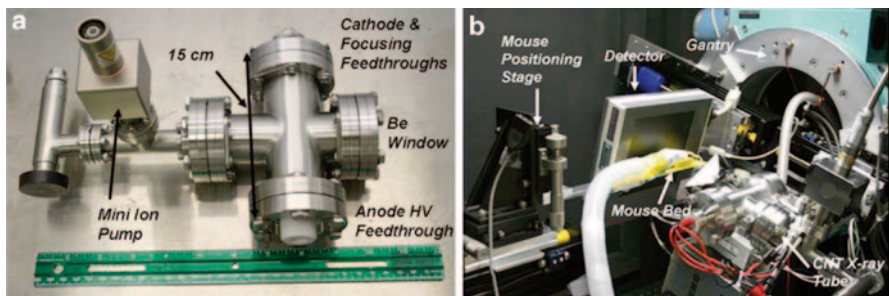 a
15 cm
Cathode &
Focusing
Feedthroughs
Be
Window
Mini Ion
Pump
Anode HV
Feedthrough
b
Mouse
Positioning
Stage
Detector
Gantry
Mouse Bed
CNT X-ray
Tube